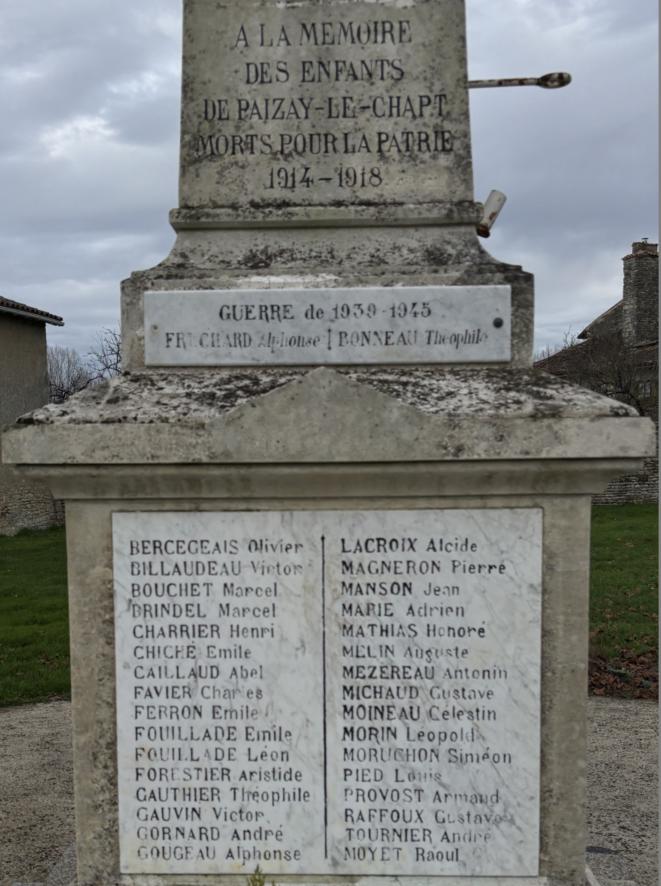 A LA MEMOIRE
DES ENFANTS
DE PAIZAY-LE-CHAPT
MORTS POUR LA PATRIE
1914-1918
GUERRE de 1939-1945
Alphonse BONNEAU Théophile
BERCEGEAIS Olivier
BILLAUDEAU Victor
BOUCHET Marcel
BRINDEL Marcel
CHARRIER Henri
CHICHÉ Emile
CAILLAUD Abel
FAVIER Charles
FERRON Emile
FOUILLADE Emile
FOUILLADE Léon
FORESTIER Aristide
GAUTHIER Théophile
GAUVIN Victor
GORNARD André
GOUGEAU Alphonse
LACROIX Alcide
MAGNERON Pierré
MANSON Jean
MARIE Adrien
MATHIAS Honoré
MELIN Auguste
MEZEREAU Antonin
MICHAUD Gustave
MOINEAU Célestin
MORIN Léopold
MORUCHON Siméon
PIED Louis
PROVOST Armand
RAFFOUX Gustave
TOURNIER André
MOYET Raoul